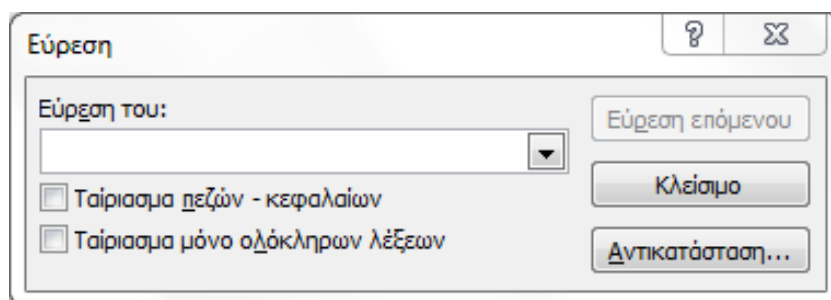 Εύρεση
Εύρεση του:
Εύρεση επόμενου
Ταίριασμα πεζών - κεφαλαίων
Κλείσιμο
Ταίριασμα μόνο ολόκληρων λέξεων
Αντικατάσταση...